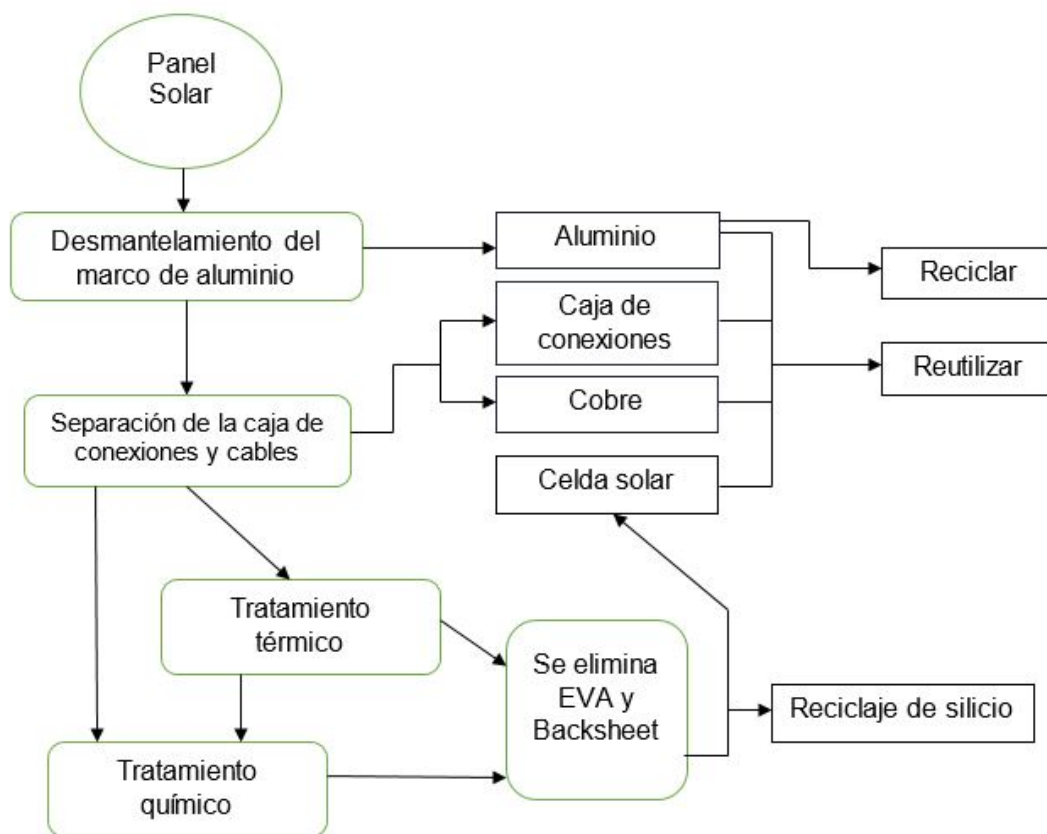 Panel
Solar
Desmantelamiento del
marco de aluminio
Aluminio
Reciclar
Caja de
conexiones
Reutilizar
Cobre
Separación de la caja de
conexiones y cables
Celda solar
Tratamiento
térmico
Se elimina
EVA y
Backsheet
Reciclaje de silicio
Tratamiento
químico